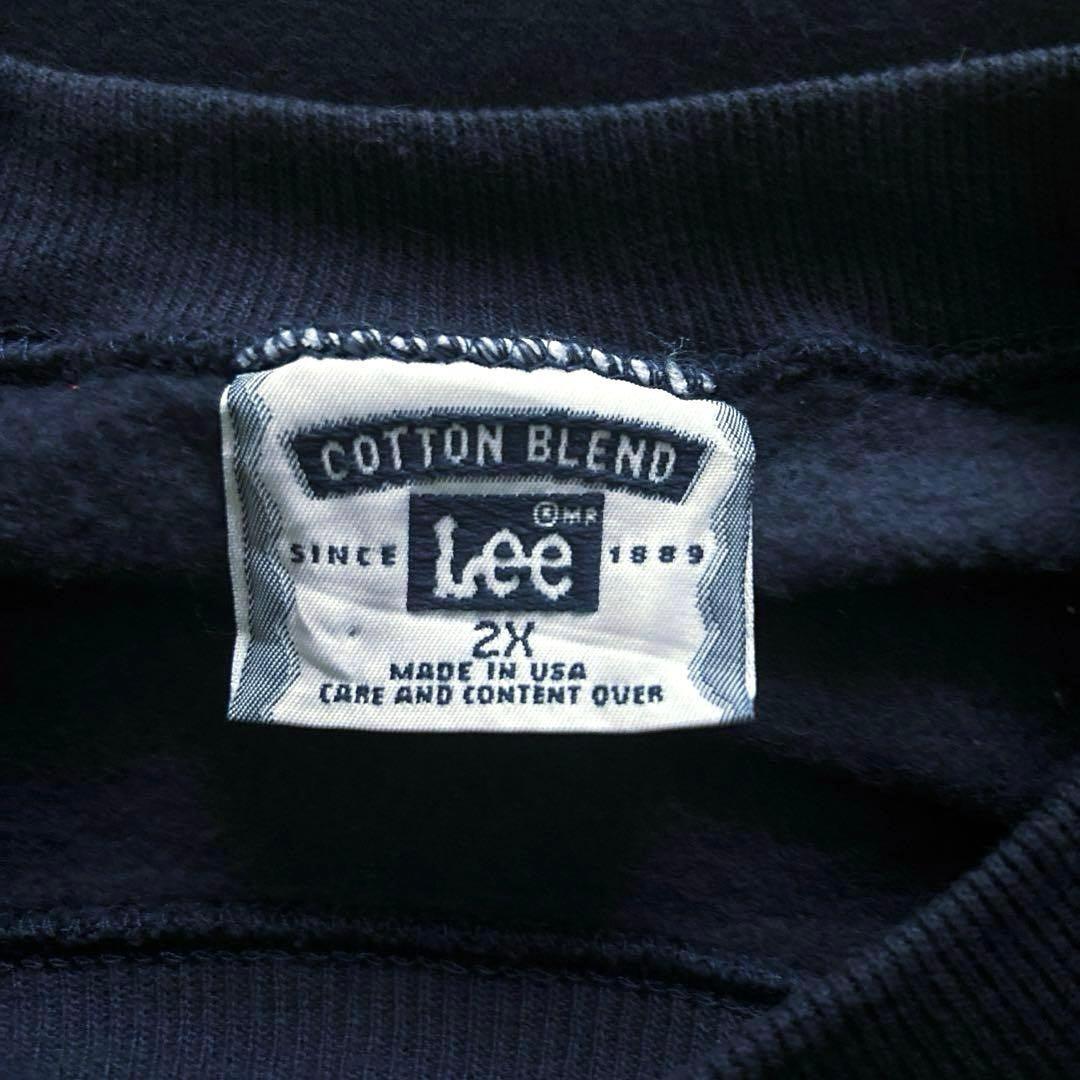 COTTON BLEND
®MR
SINCE Lee 1889
2X
MADE IN USA
CARE AND CONTENT OVER